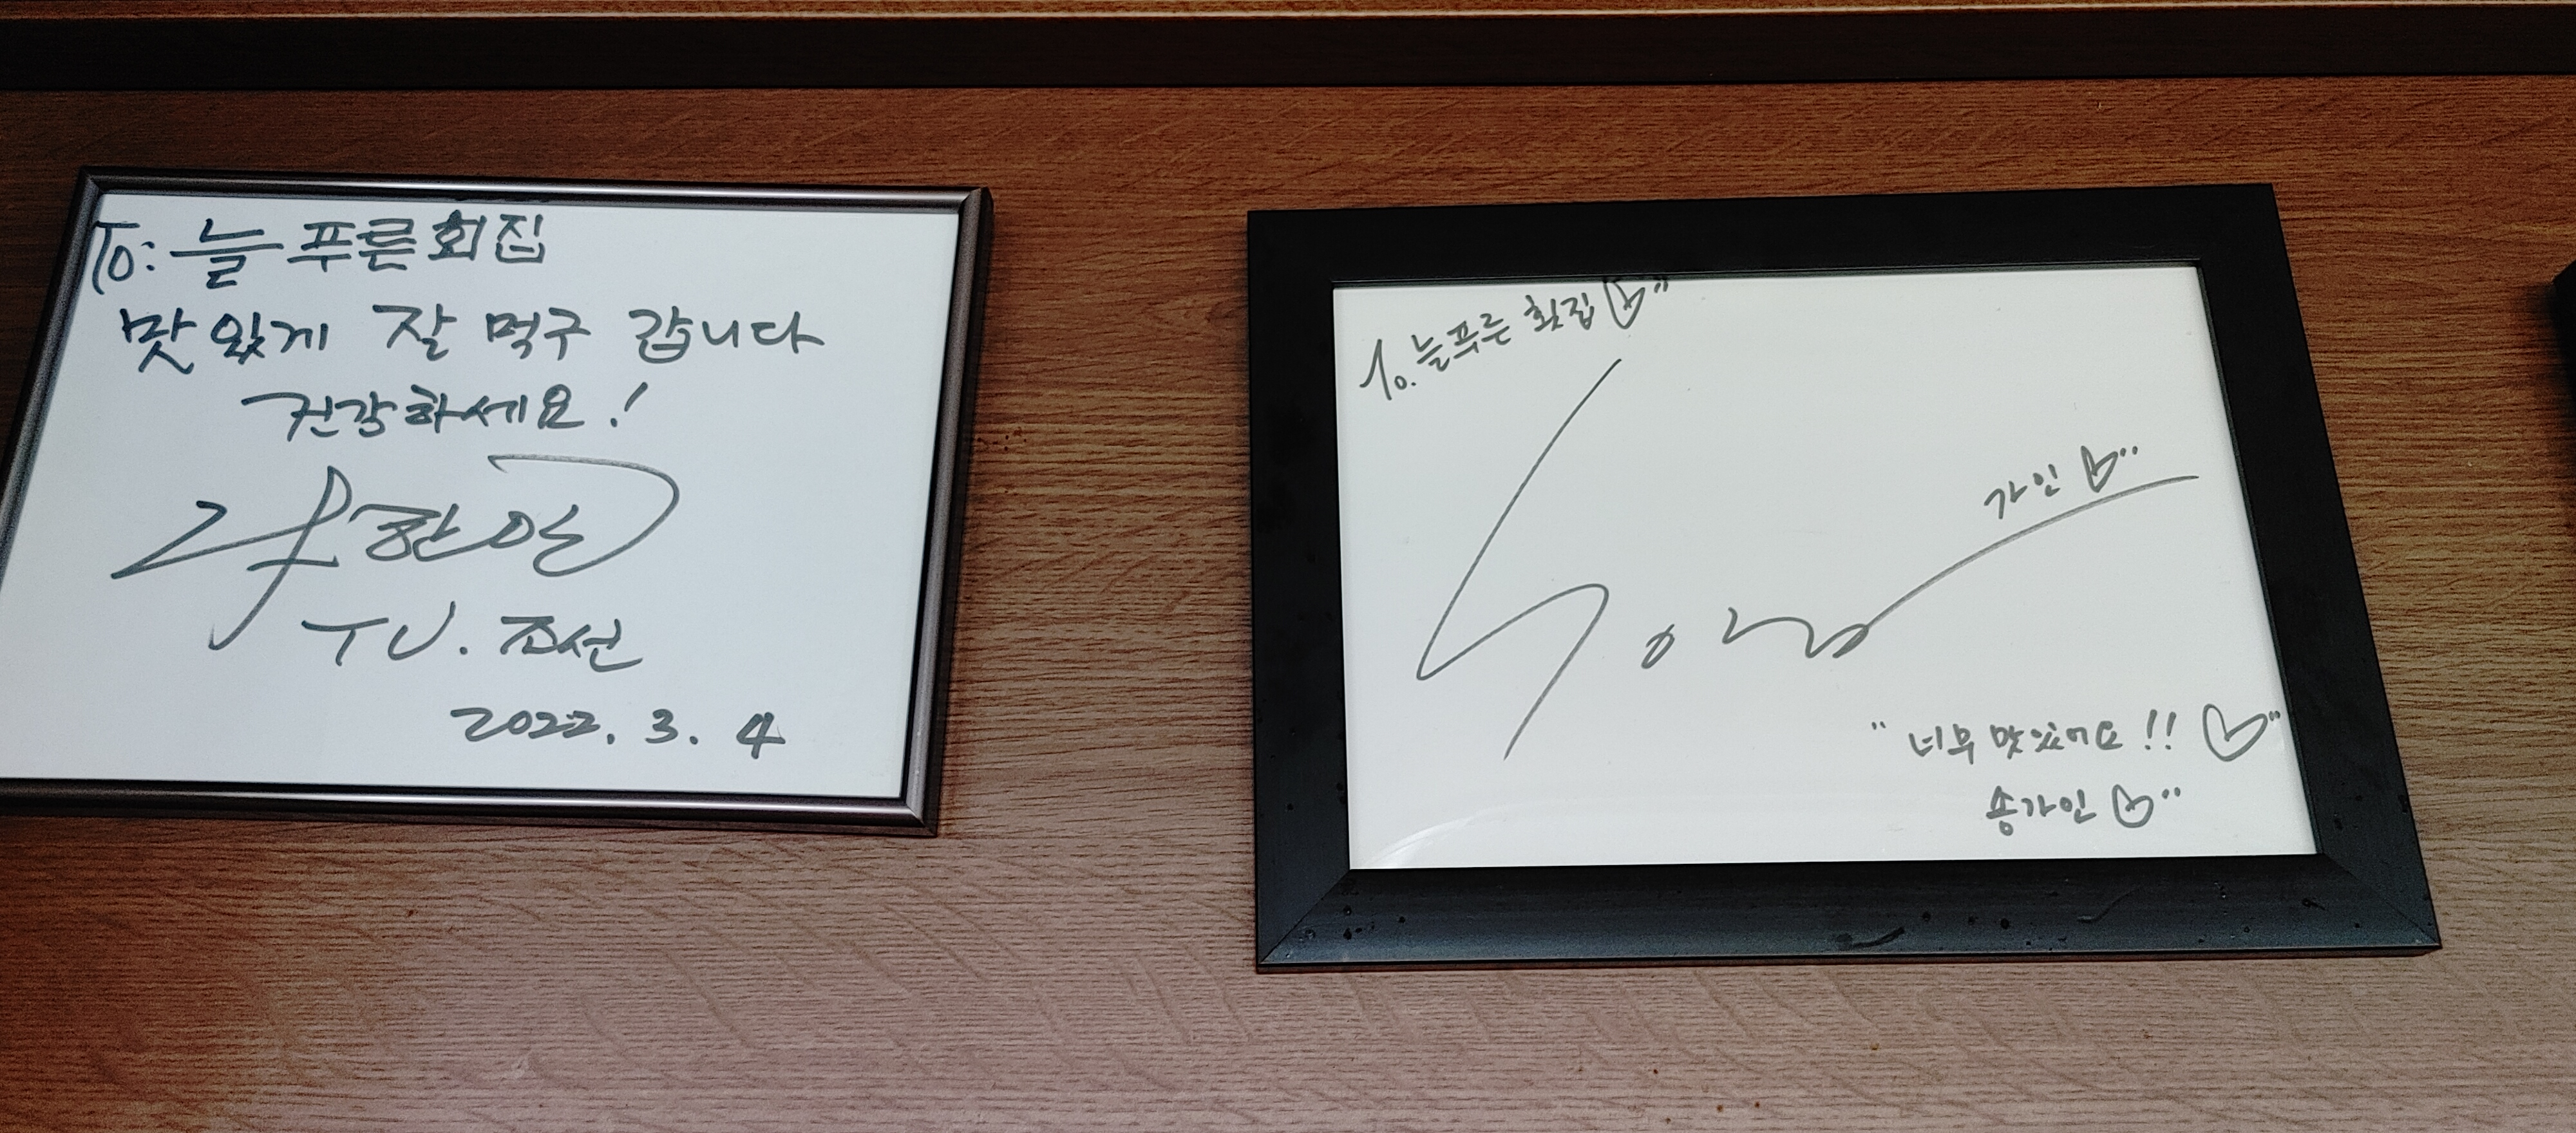 To: 늘푸른회집
맛있게 잘 먹구 갑니다
건강하세요!
TV. 조선
2022. 3. 4
To. 늘푸른 횟집 ♡"
Song
가인 ♡"
" 너무 맛있어요!! ♡"
송가인 ♡"